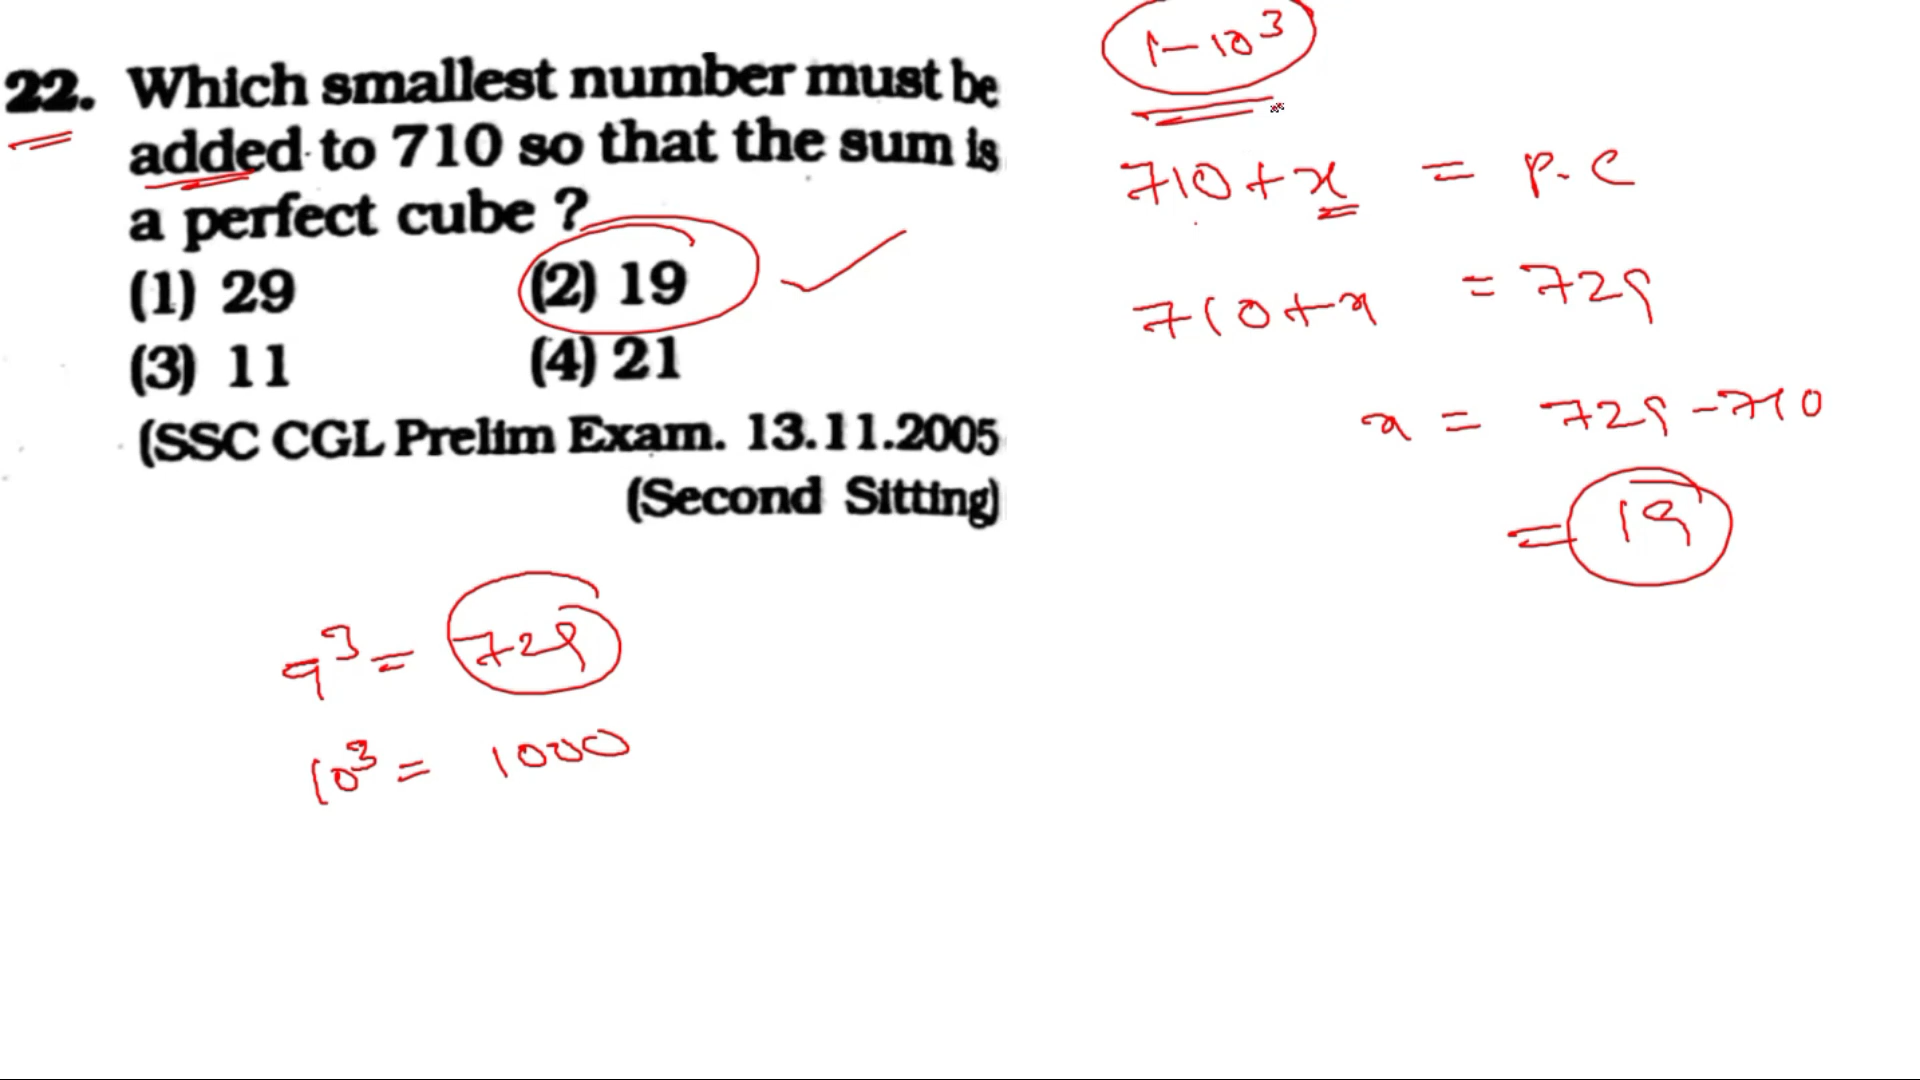 22. Which smallest number must be
added to 710 so that the sum is
a perfect cube ?
(1) 29 (2) 19
(3) 11 (4) 21
(SSC CGL Prelim Exam. 13.11.2005
(Second Sitting)
9³ = 729
10³ = 1000
1-10³
710+x = P.C
710+x = 729
x = 729-710
= 19